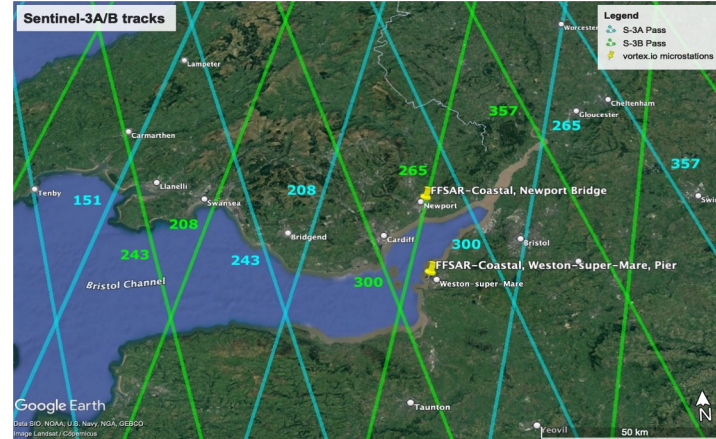 Sentinel-3A/B tracks
Legend
S-3A Pass
S-3B Pass
vortex.io microstations
Worcester
Lampeter
Cheltenham
357
Gloucester
265
Carmarthen
265
357
Llanelli
Tenby
151
208
FFSAR-Coastal, Newport Bridge
Swansea
Newport
Swin
208
Bridgend
Cardiff
300
Bristol
243
243
FFSAR-Coastal, Weston-super-Mare, Pier
Bristol Channel
300
Weston-super-Mare
Google Earth
Taunton
Data SIO, NOAA, U.S. Navy, NGA, GEBCO
Image Landsat / Copernicus
Yeovil
50 km
N